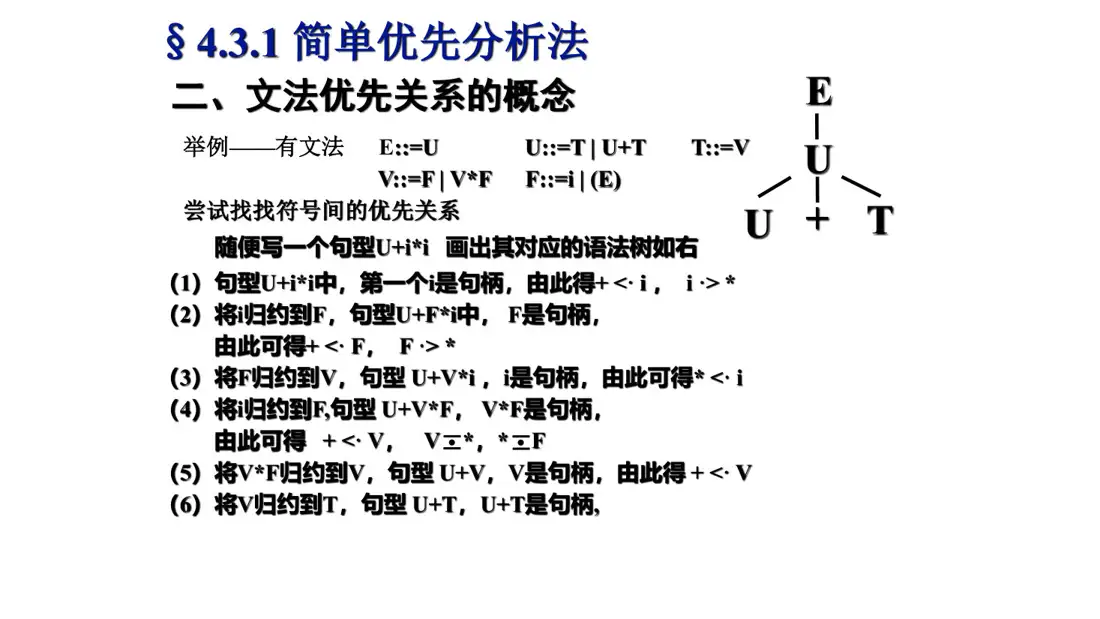 §4.3.1 简单优先分析法
二、文法优先关系的概念
举例——有文法 E::=U U::=T | U+T T::=V
V::=F | V*F F::=i | (E)
尝试找找符号间的优先关系
随便写一个句型U+i*i 画出其对应的语法树如右
（1）句型U+i*i中，第一个i是句柄，由此得+ <· i ， i ·> *
（2）将i归约到F，句型U+F*i中， F是句柄，
由此可得+ <· F， F ·> *
（3）将F归约到V，句型 U+V*i ，i是句柄，由此可得* <· i
（4）将i归约到F,句型 U+V*F， V*F是句柄，
由此可得 + <· V， V⩪*，*⩪F
（5）将V*F归约到V，句型 U+V，V是句柄，由此得 + <· V
（6）将V归约到T，句型 U+T，U+T是句柄,
E
U
U + T